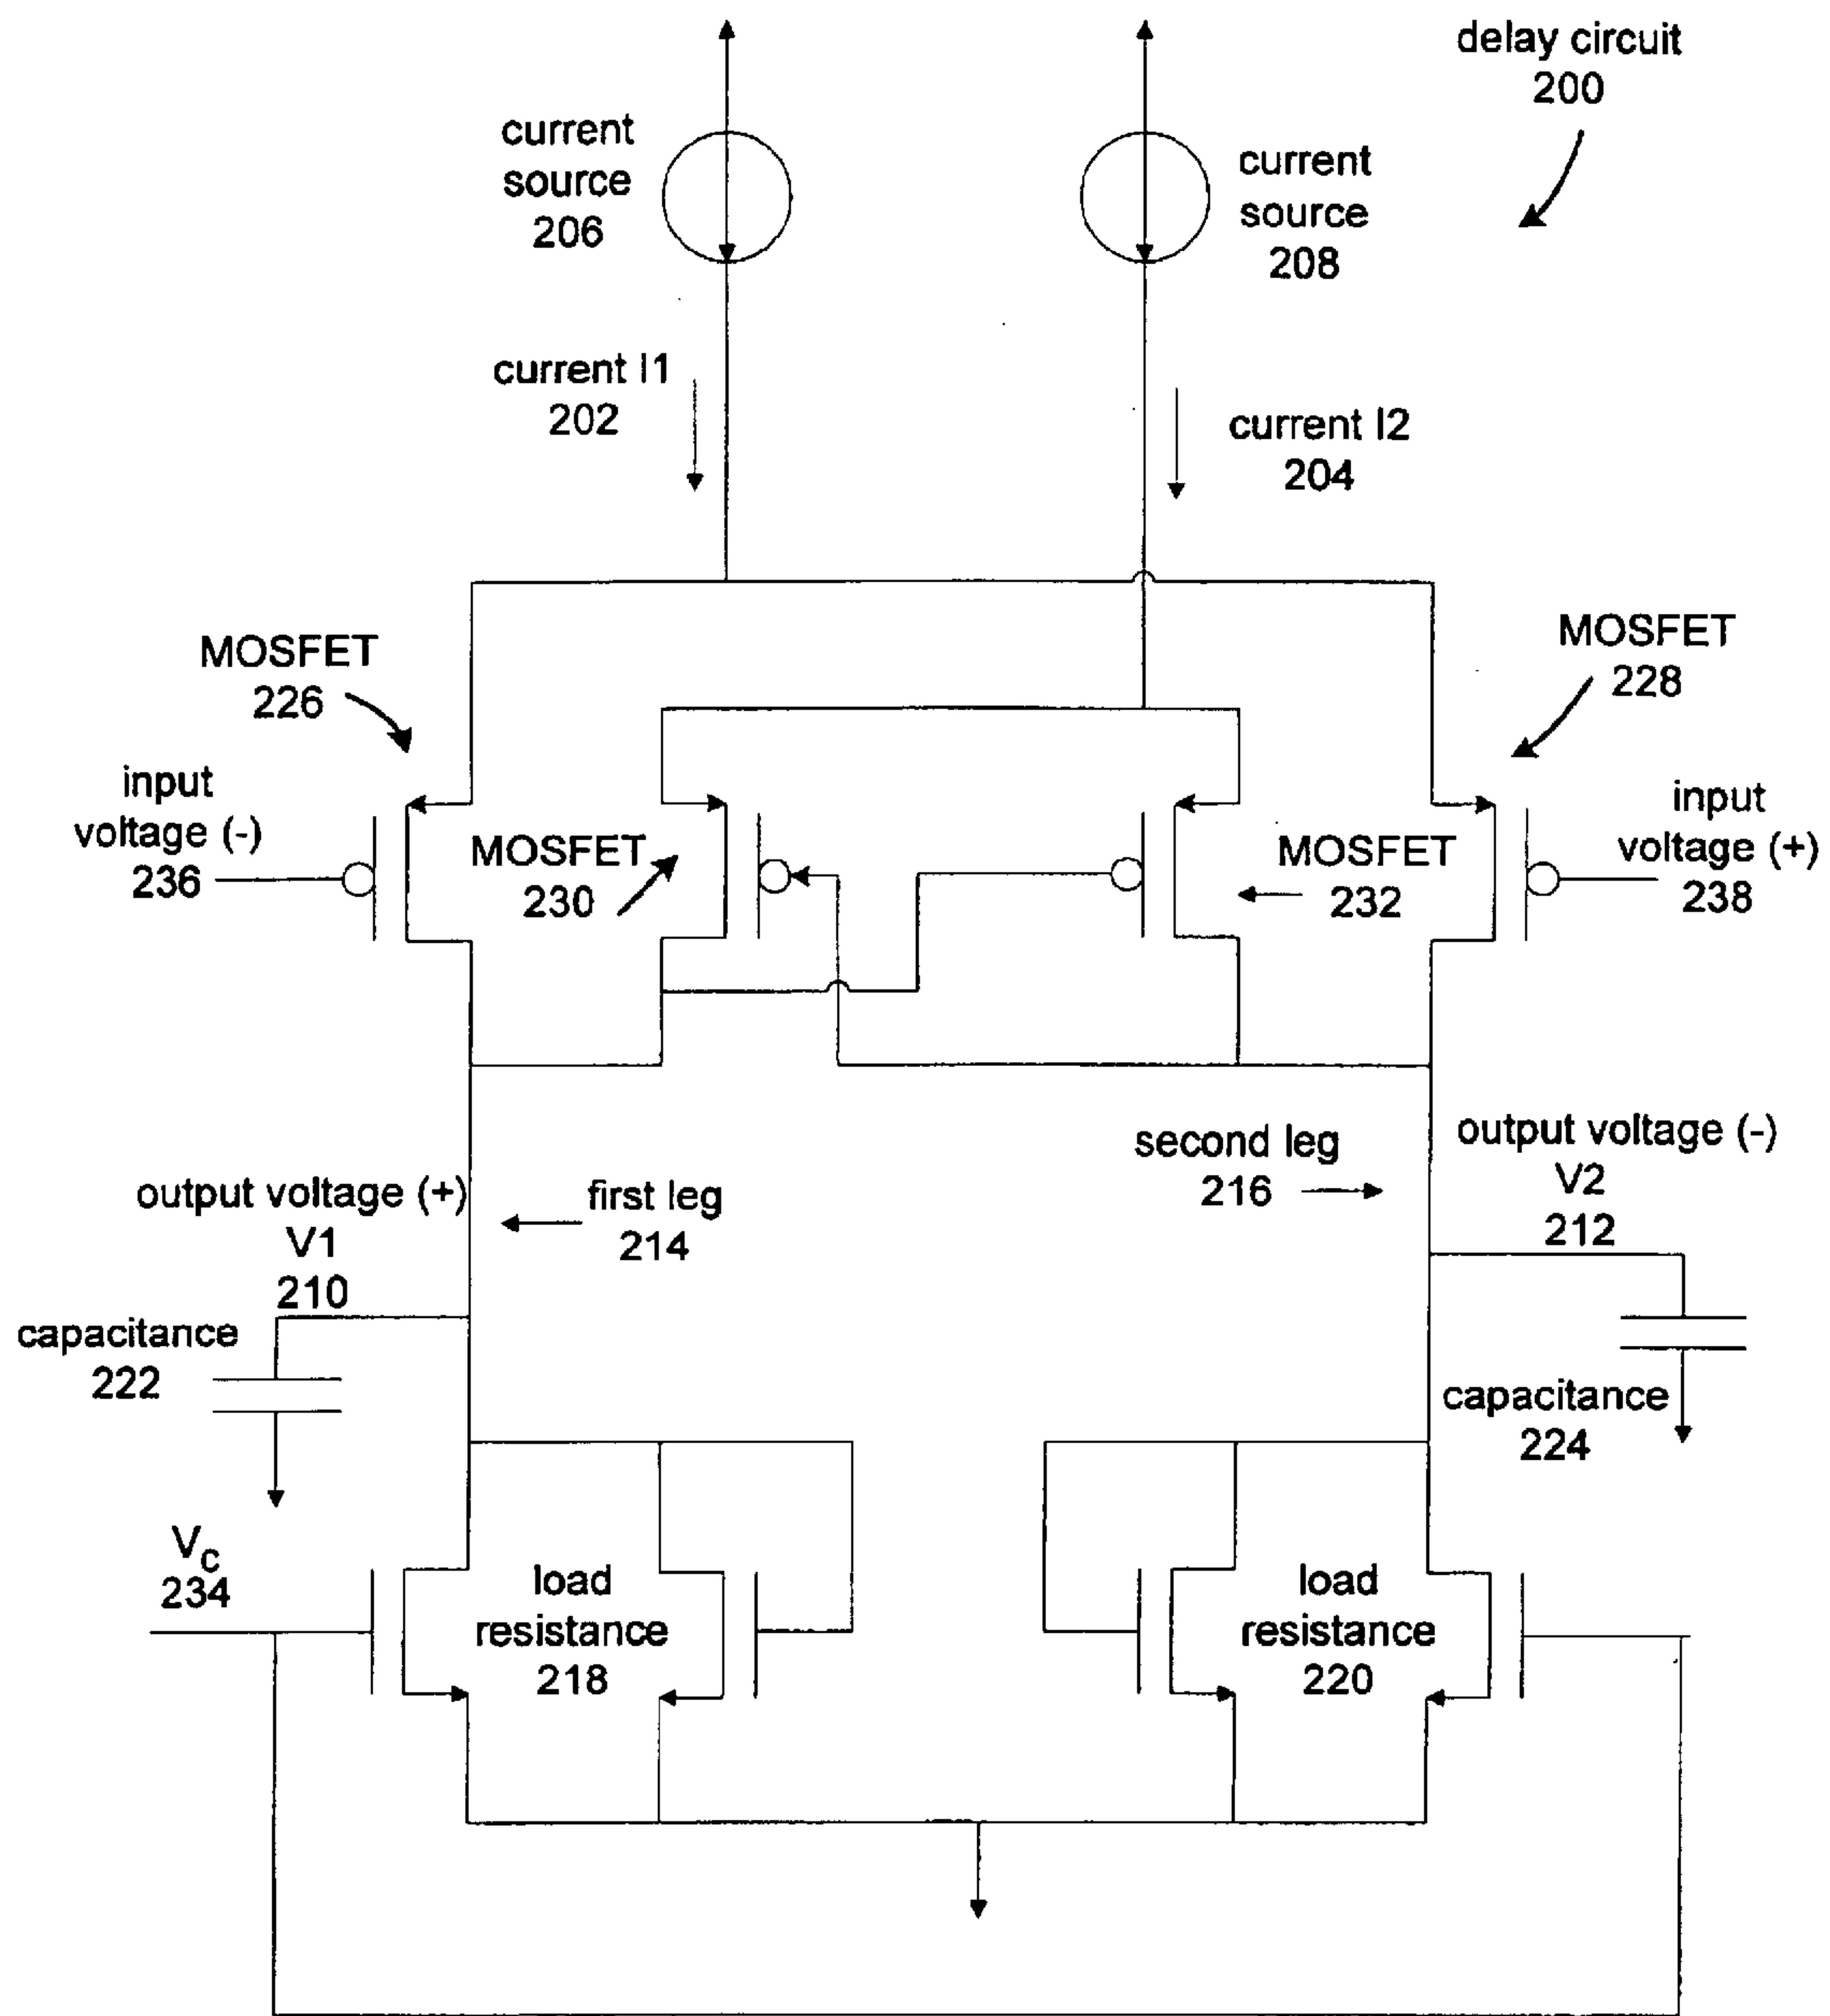 delay circuit
200
current
source
206
current
source
208
current I1
202
current I2
204
MOSFET
226
MOSFET
228
input
voltage (-)
236
MOSFET
230
MOSFET
232
input
voltage (+)
238
output voltage (+)
V1
210
first leg
214
second leg
216
output voltage (-)
V2
212
capacitance
222
capacitance
224
VC
234
load
resistance
218
load
resistance
220